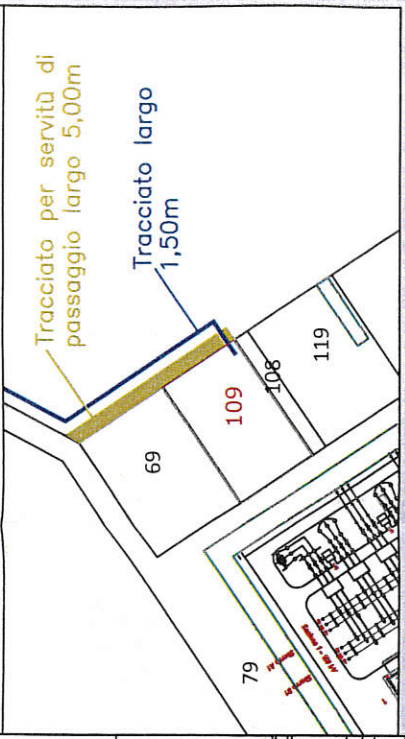 Tracciato per servitù di
passaggio largo 5,00m
Tracciato largo
1,50m
69
109
108
119
79